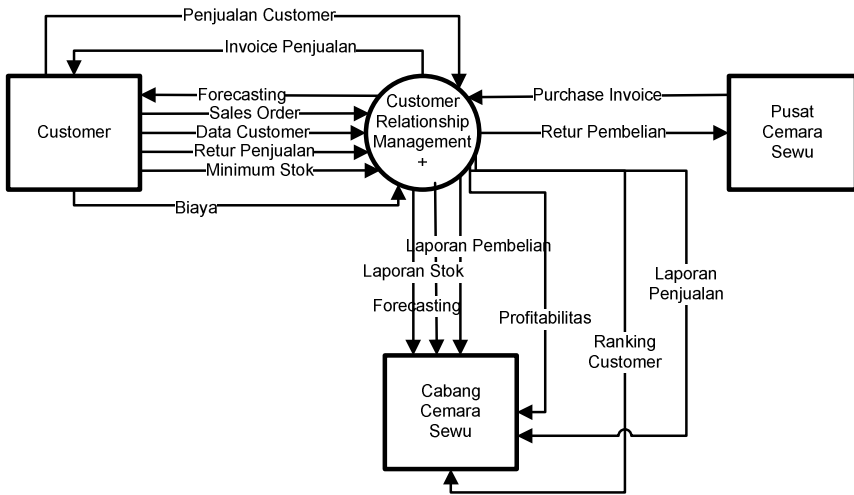 Penjualan Customer
Invoice Penjualan
Forecasting
Sales Order
Data Customer
Retur Penjualan
Minimum Stok
Biaya
Customer
Customer
Relationship
Management
+
Purchase Invoice
Retur Pembelian
Pusat
Cemara
Sewu
Laporan Pembelian
Laporan Stok
Forecasting
Profitabilitas
Ranking
Customer
Laporan
Penjualan
Cabang
Cemara
Sewu